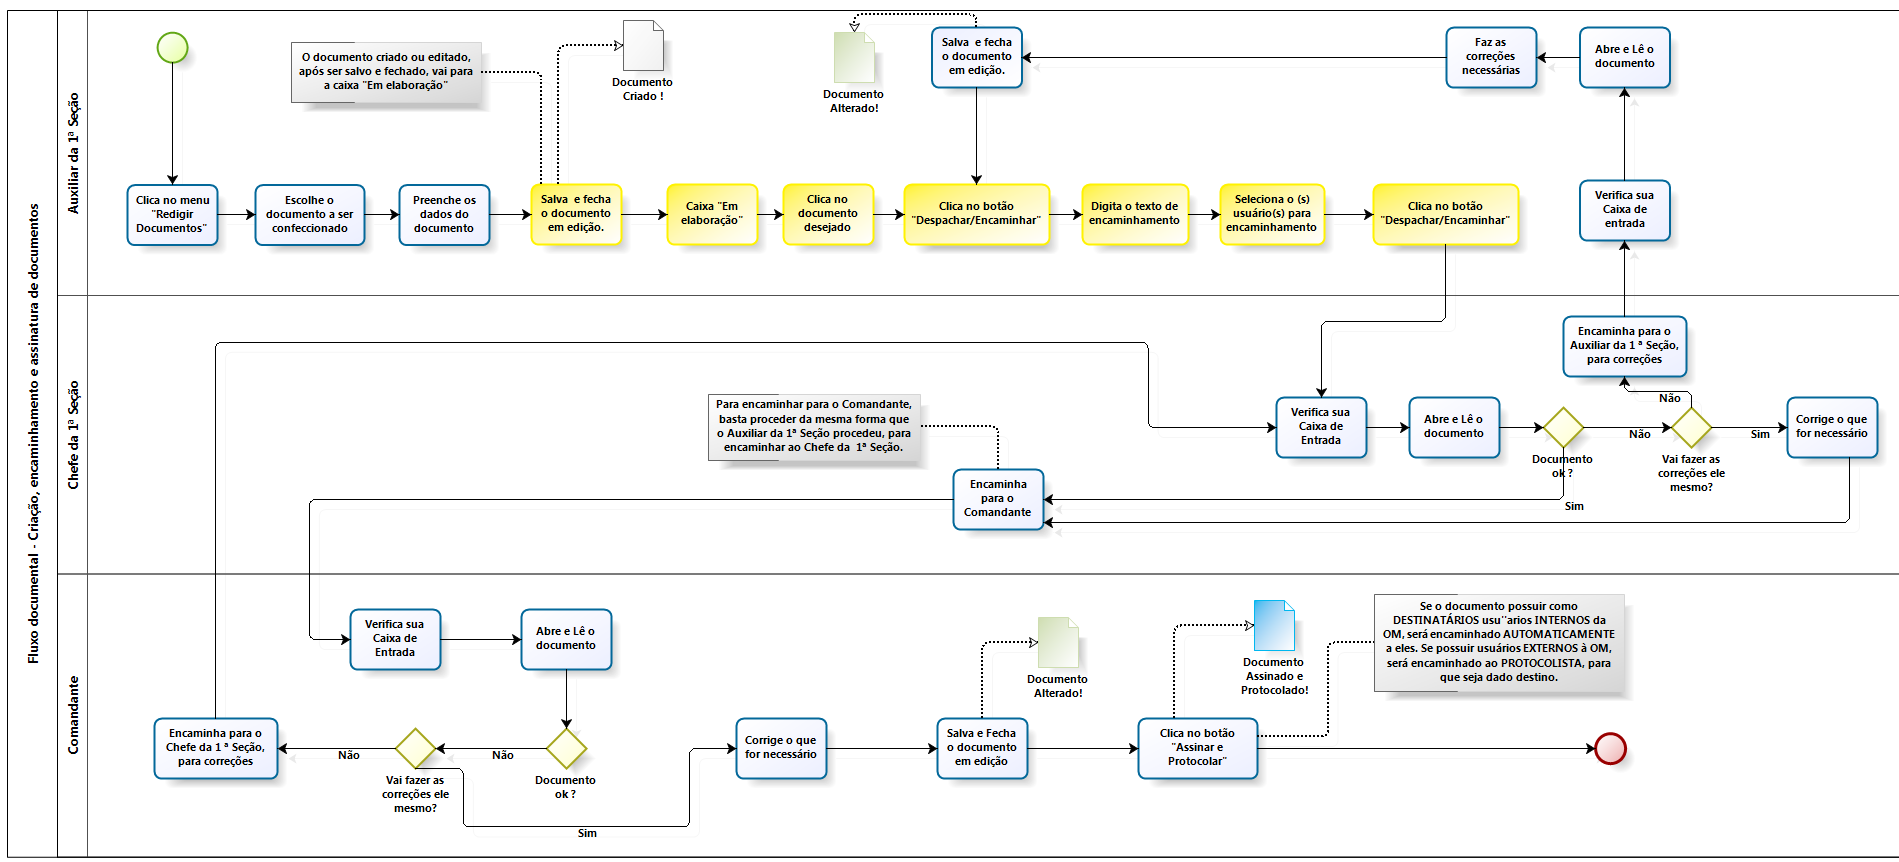 Fluxo documental - Criação, encaminhamento e assinatura de documentos
Auxiliar da 1ª Seção
O documento criado ou editado,
após ser salvo e fechado, vai para
a caixa "Em elaboração"
Documento
Criado !
Documento
Alterado!
Salva  e fecha
o documento
em edição.
Faz as
correções
necessárias
Abre e Lê o
documento
Clica no menu
"Redigir
Documentos"
Escolhe o
documento a ser
confeccionado
Preenche os
dados do
documento
Salva  e fecha
o documento
em edição.
Caixa "Em
elaboração"
Clica no
documento
desejado
Clica no botão
"Despachar/Encaminhar"
Digita o texto de
encaminhamento
Seleciona o (s)
usuário(s) para
encaminhamento
Clica no botão
"Despachar/Encaminhar"
Verifica sua
Caixa de
entrada
Chefe da 1ª Seção
Encaminha para o
Auxiliar da 1 ª Seção,
para correções
Para encaminhar para o Comandante,
basta proceder da mesma forma que
o Auxiliar da 1ª Seção procedeu, para
encaminhar ao Chefe da  1ª Seção.
Verifica sua
Caixa de
Entrada
Abre e Lê o
documento
Documento
ok ?
Não
Sim
Vai fazer as
correções ele
mesmo?
Não
Sim
Corrige o que
for necessário
Encaminha
para o
Comandante
Comandante
Verifica sua
Caixa de
Entrada
Abre e Lê o
documento
Documento
ok ?
Não
Vai fazer as
correções ele
mesmo?
Não
Sim
Encaminha para o
Chefe da 1 ª Seção,
para correções
Corrige o que
for necessário
Salva e Fecha
o documento
em edição
Documento
Alterado!
Clica no botão
"Assinar e
Protocolar"
Documento
Assinado e
Protocolado!
Se o documento possuir como
DESTINATÁRIOS usu¨arios INTERNOS da
OM, será encaminhado AUTOMATICAMENTE
a eles. Se possuir usuários EXTERNOS à OM,
será encaminhado ao PROTOCOLISTA, para
que seja dado destino.